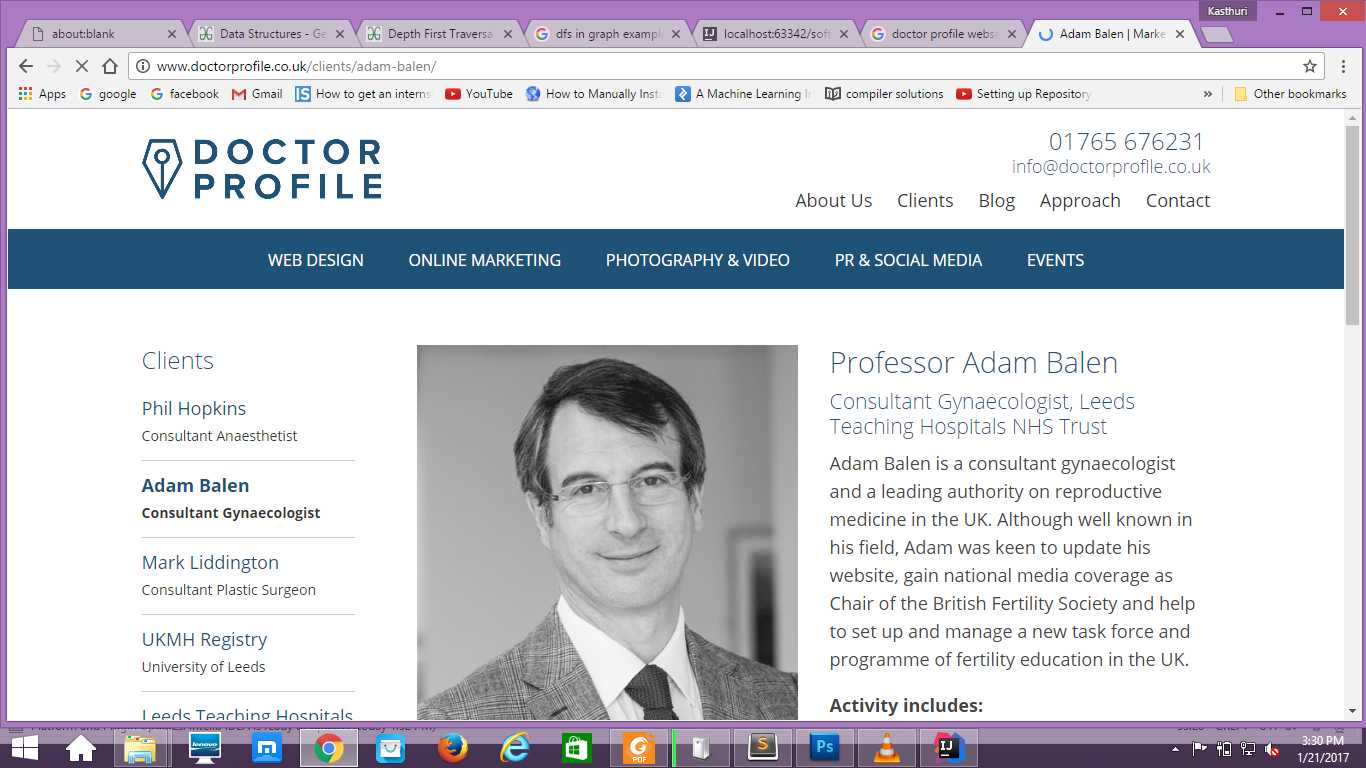 Kasthuri
about:blank
Data Structures - Ge
Depth First Traversa
dfs in graph example
localhost:63342/soft
doctor profile websi
Adam Balen | Marke
www.doctorprofile.co.uk/clients/adam-balen/
Apps
google
facebook
Gmail
How to get an interns
YouTube
How to Manually Insta
A Machine Learning In
compiler solutions
Setting up Repository
»
Other bookmarks
DOCTOR
PROFILE
01765 676231
info@doctorprofile.co.uk
About Us Clients Blog Approach Contact
WEB DESIGN ONLINE MARKETING PHOTOGRAPHY & VIDEO PR & SOCIAL MEDIA EVENTS
Clients
Phil Hopkins
Consultant Anaesthetist
Adam Balen
Consultant Gynaecologist
Mark Liddington
Consultant Plastic Surgeon
UKMH Registry
University of Leeds
Leeds Teaching Hospitals
Professor Adam Balen
Consultant Gynaecologist, Leeds
Teaching Hospitals NHS Trust
Adam Balen is a consultant gynaecologist
and a leading authority on reproductive
medicine in the UK. Although well known in
his field, Adam was keen to update his
website, gain national media coverage as
Chair of the British Fertility Society and help
to set up and manage a new task force and
programme of fertility education in the UK.
Activity includes:
lenovo
PDF
S
Ps
IJ
3:30 PM
1/21/2017